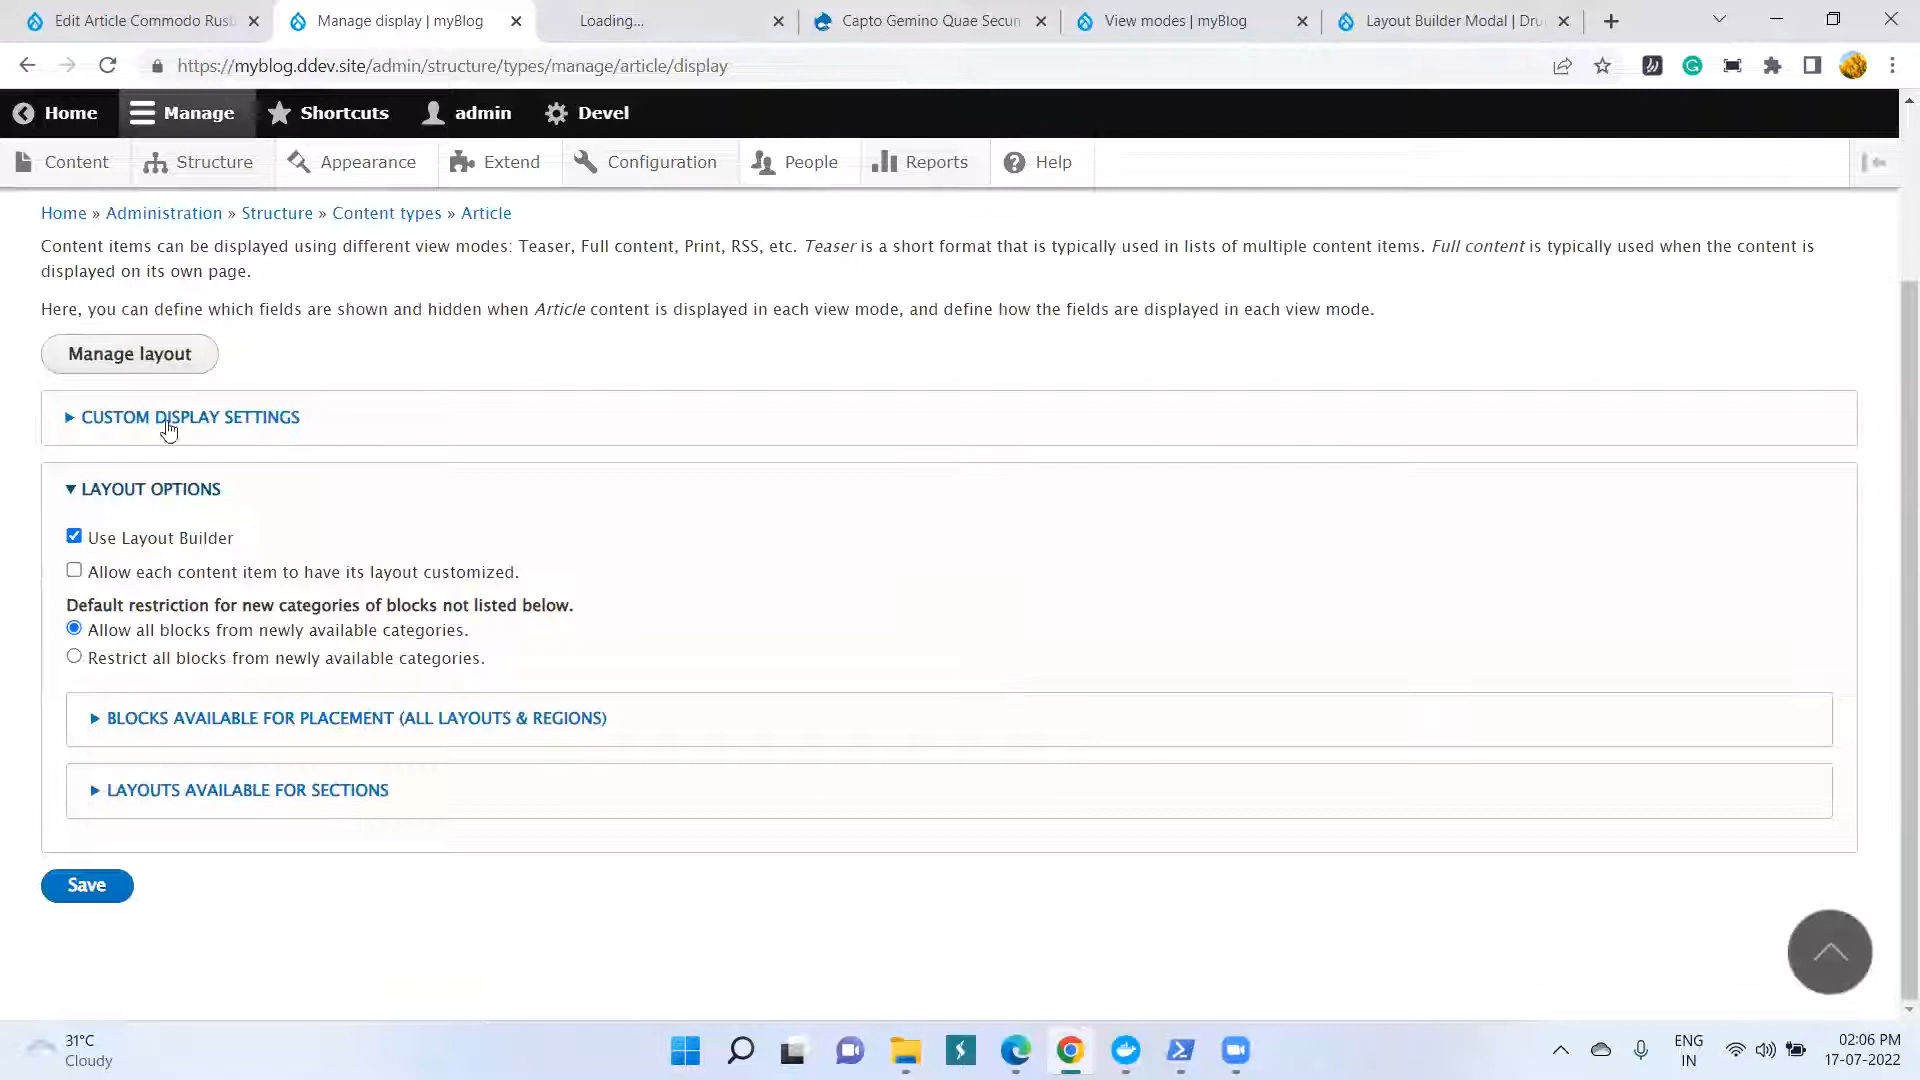 Edit Article Commodo Rust
Manage display | myBlog
Loading...
Capto Gemino Quae Secun
View modes | myBlog
Layout Builder Modal | Dru
https://myblog.ddev.site/admin/structure/types/manage/article/display
Home
Manage
Shortcuts
admin
Devel
Content
Structure
Appearance
Extend
Configuration
People
Reports
Help
Home » Administration » Structure » Content types » Article
Content items can be displayed using different view modes: Teaser, Full content, Print, RSS, etc. Teaser is a short format that is typically used in lists of multiple content items. Full content is typically used when the content is
displayed on its own page.
Here, you can define which fields are shown and hidden when Article content is displayed in each view mode, and define how the fields are displayed in each view mode.
Manage layout
CUSTOM DISPLAY SETTINGS
LAYOUT OPTIONS
Use Layout Builder
Allow each content item to have its layout customized.
Default restriction for new categories of blocks not listed below.
Allow all blocks from newly available categories.
Restrict all blocks from newly available categories.
BLOCKS AVAILABLE FOR PLACEMENT (ALL LAYOUTS & REGIONS)
LAYOUTS AVAILABLE FOR SECTIONS
Save
31°C
Cloudy
ENG
IN
02:06 PM
17-07-2022